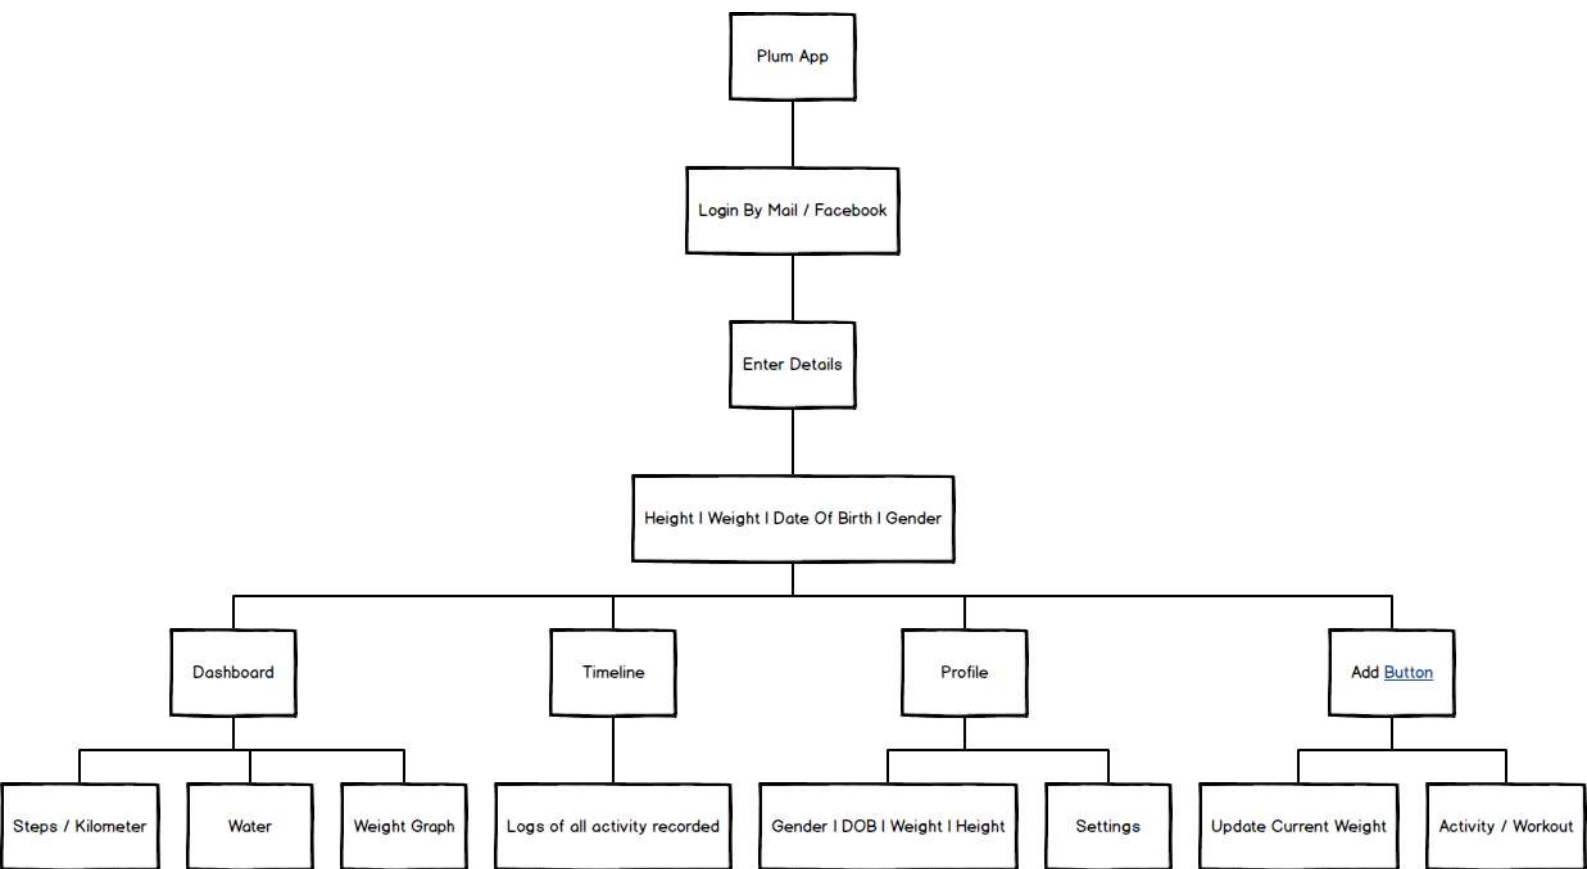 Plum App
Login By Mail / Facebook
Enter Details
Height | Weight | Date Of Birth | Gender
Dashboard
Timeline
Profile
Add Button
Steps / Kilometer
Water
Weight Graph
Logs of all activity recorded
Gender | DOB | Weight | Height
Settings
Update Current Weight
Activity / Workout